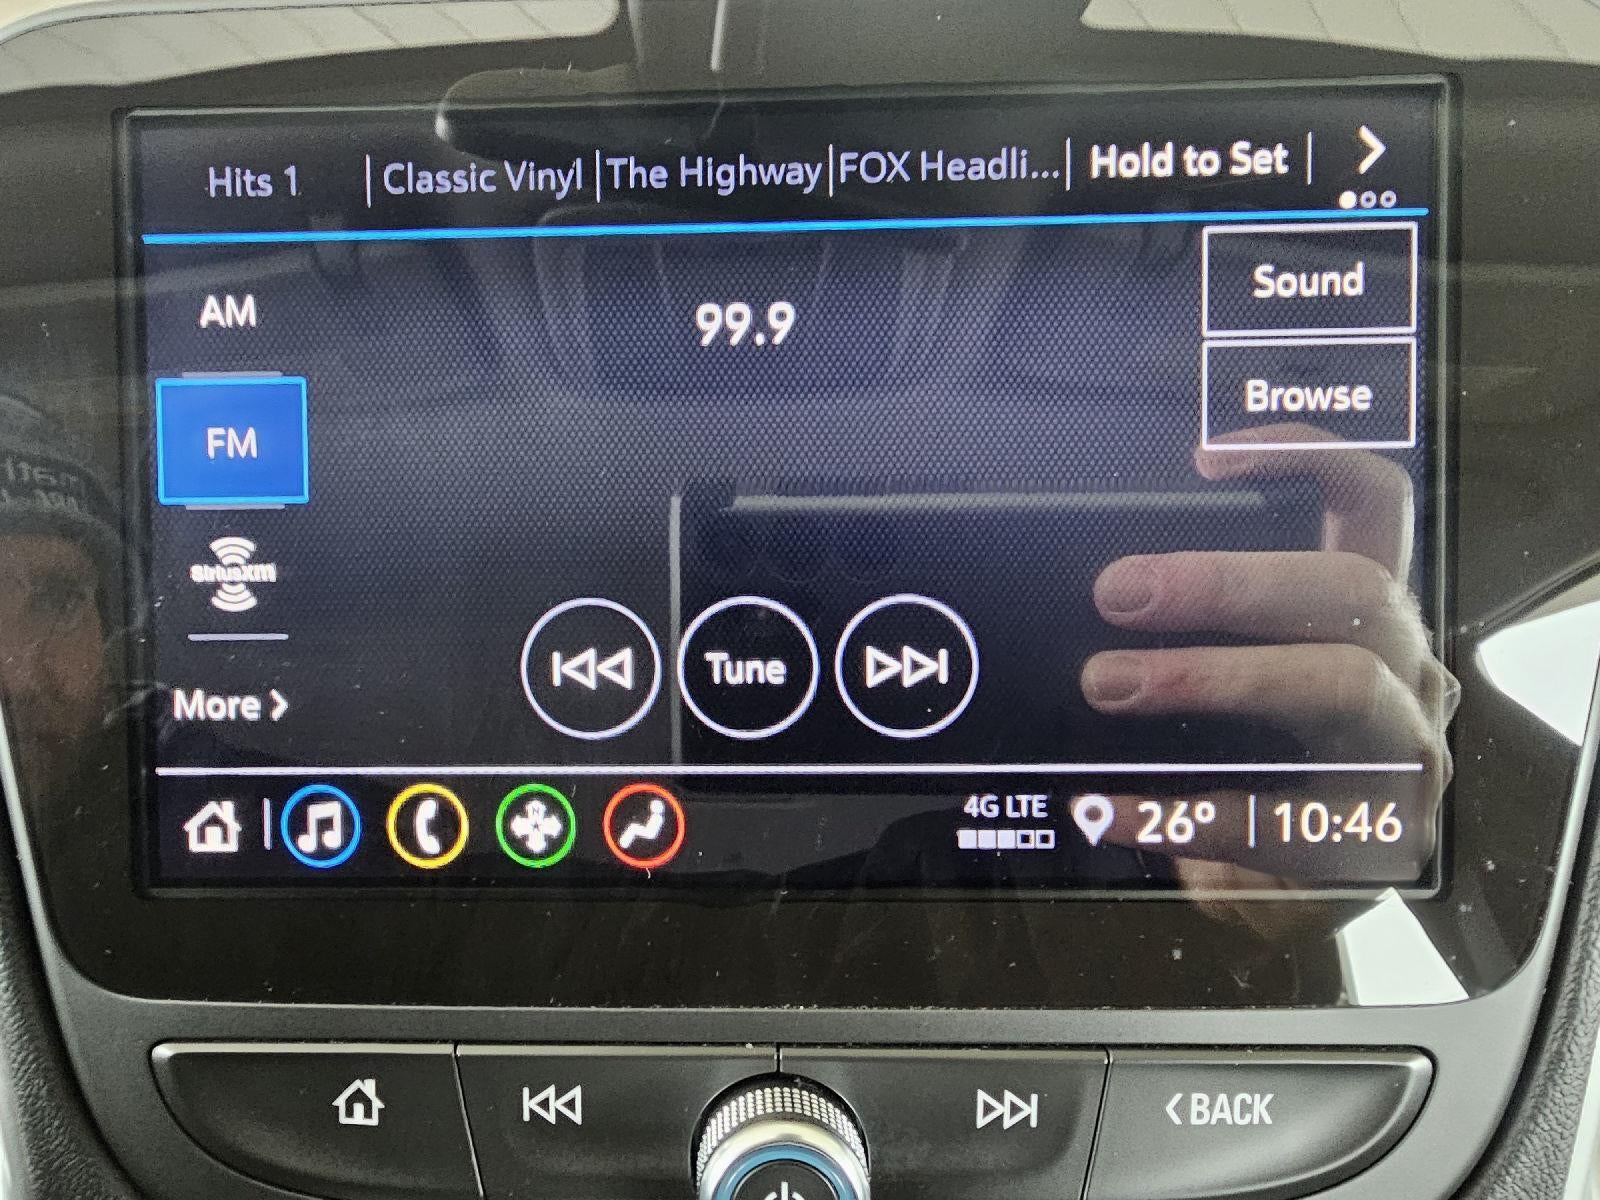 Hits 1 Classic Vinyl The Highway FOX Headli... Hold to Set
Sound
AM
99.9
Browse
FM
SiriusXM
More
Tune
4G LTE
N
26° 10:46
BACK